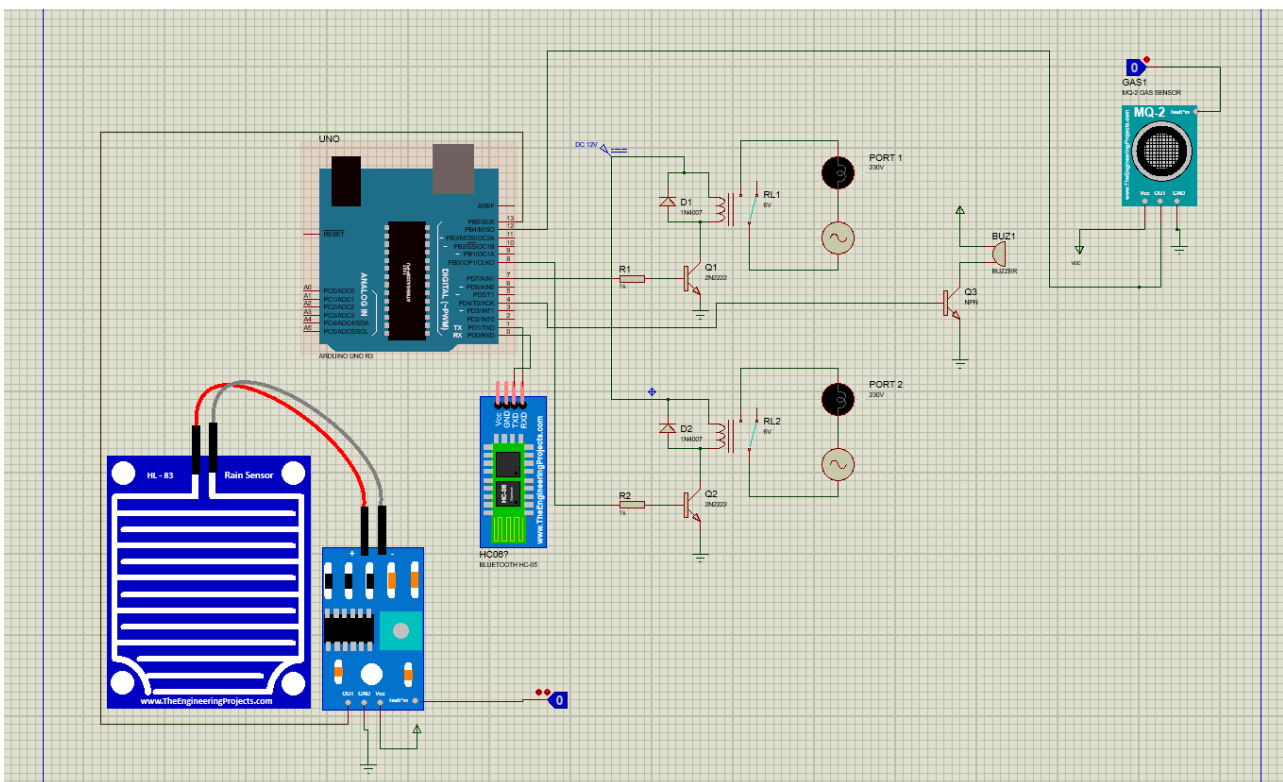 UNO
RESET
AREF
13
12
11
10
9
8
7
6
5
4
3
2
1
0
PB5/SCK
PB4/MISO
PB3/MOSI/OC2A
PB2/SS/OC1B
PB1/OC1A
PB0/ICP1/CLKO
PD7/AIN1
PD6/AIN0
PD5/T1
PD4/T0/XCK
PD3/INT1
PD2/INT0
PD1/TXD
PD0/RXD
TX
RX
DIGITAL (~PWM)
ANALOG IN
A0
A1
A2
A3
A4
A5
PC0/ADC0
PC1/ADC1
PC2/ADC2
PC3/ADC3
PC4/ADC4/SDA
PC5/ADC5/SCL
ARDUINO UNO R3
DC 12V
D1
1N4007
RL1
6V
PORT 1
230V
R1
1k
Q1
2N2222
D2
1N4007
RL2
6V
PORT 2
230V
R2
1k
Q2
2N2222
BUZ1
BUZZER
Q3
NPN
0
GAS1
MQ-2 GAS SENSOR
MQ-2
TestPin
www.TheEngineeringProjects.com
Vcc
OUT
GND
VCC
Vcc
GND
TXD
RXD
HC-06
www.TheEngineeringProjects.com
HC06?
BLUETOOTH HC-05
HL - 83
Rain Sensor
www.TheEngineeringProjects.com
+
-
OUT
GND
Vcc
TestPin
0